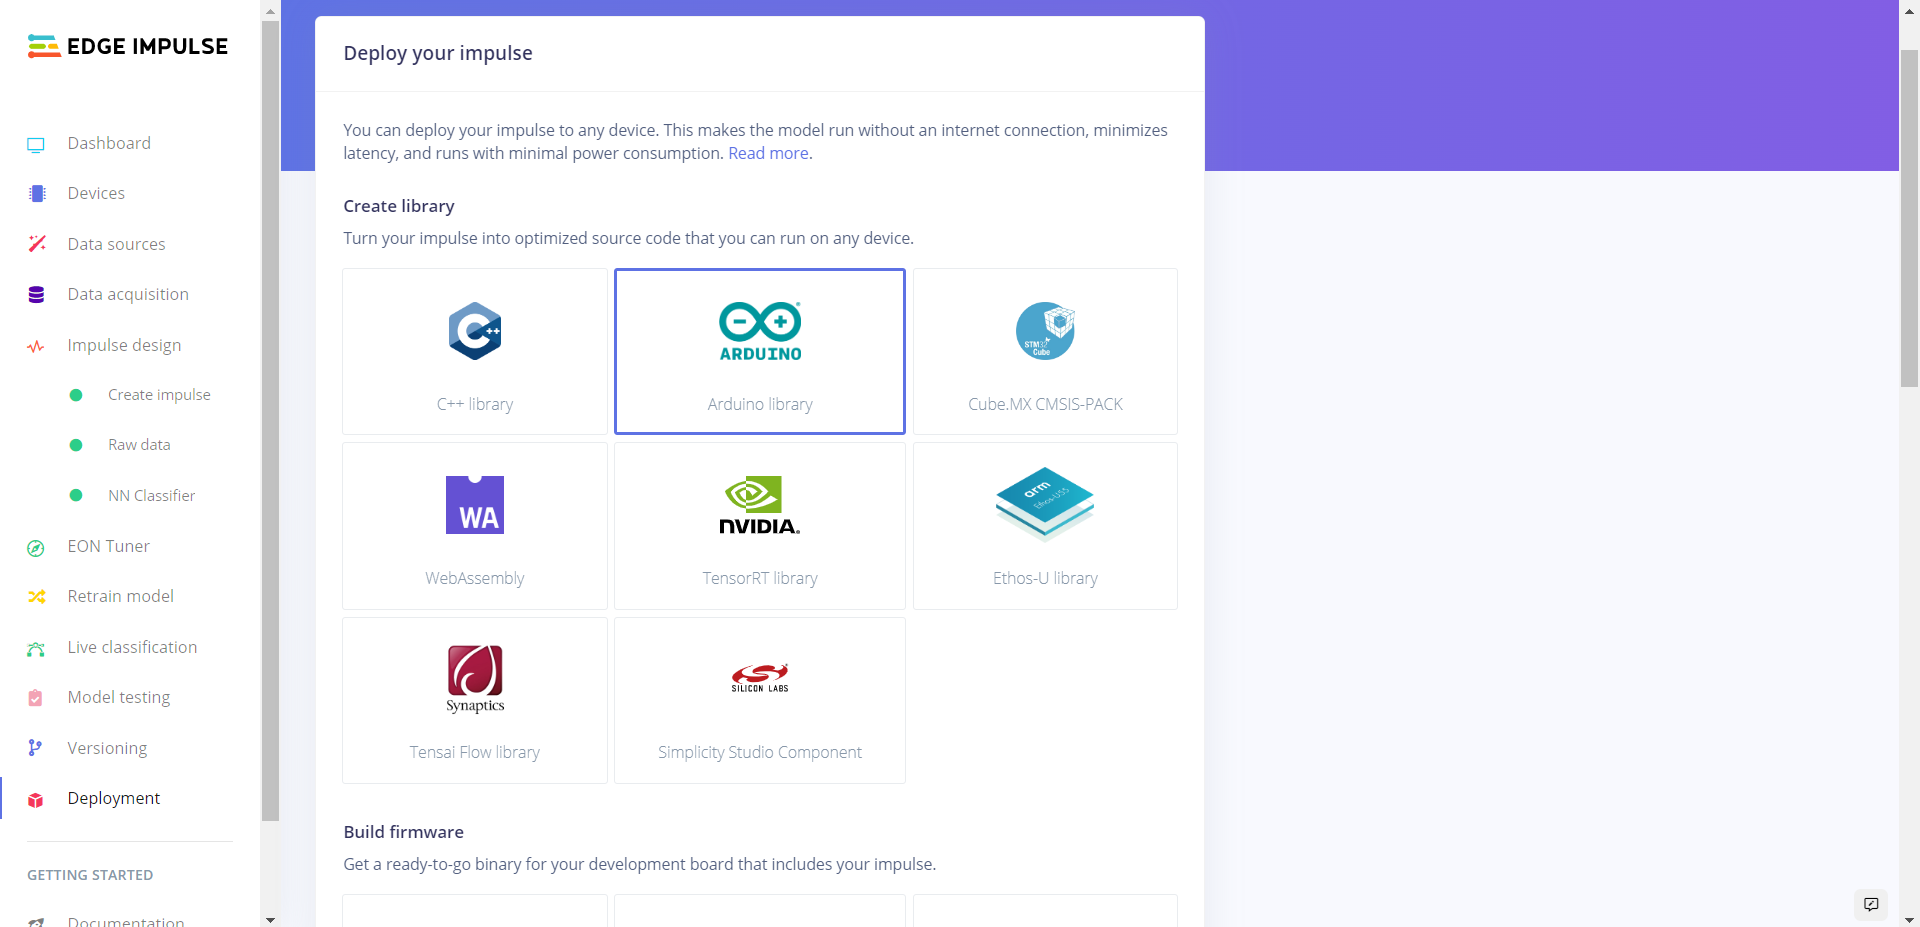 EDGE IMPULSE
Dashboard
Devices
Data sources
Data acquisition
Impulse design
Create impulse
Raw data
NN Classifier
EON Tuner
Retrain model
Live classification
Model testing
Versioning
Deployment
GETTING STARTED
Documentation
Deploy your impulse
You can deploy your impulse to any device. This makes the model run without an internet connection, minimizes
latency, and runs with minimal power consumption. Read more.
Create library
Turn your impulse into optimized source code that you can run on any device.
C++
C++ library
ARDUINO
Arduino library
STM32
Cube
Cube.MX CMSIS-PACK
WA
WebAssembly
NVIDIA.
TensorRT library
arm
Ethos-U55
Ethos-U library
Synaptics
Tensai Flow library
SILICON LABS
Simplicity Studio Component
Build firmware
Get a ready-to-go binary for your development board that includes your impulse.